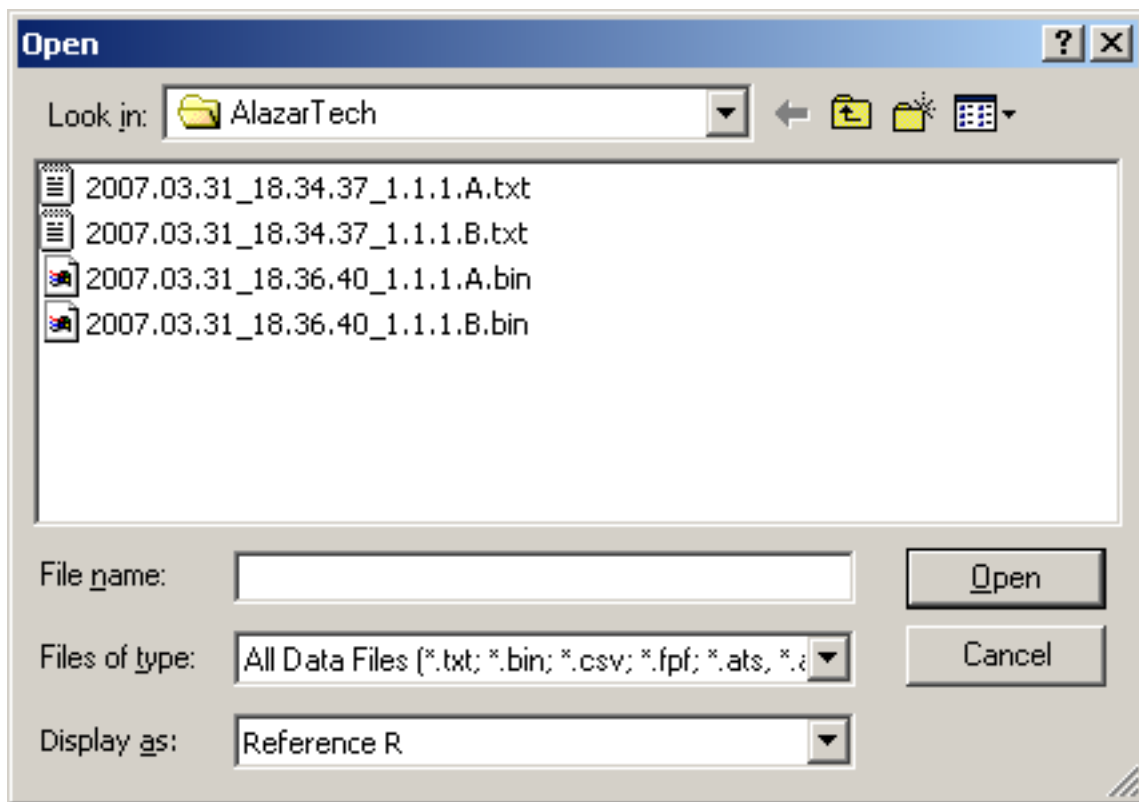 Open
Look in: AlazarTech
2007.03.31_18.34.37_1.1.1.A.txt
2007.03.31_18.34.37_1.1.1.B.txt
2007.03.31_18.36.40_1.1.1.A.bin
2007.03.31_18.36.40_1.1.1.B.bin
File name:
Open
Files of type: All Data Files (*.txt; *.bin; *.csv; *.fpf; *.ats, *.a
Cancel
Display as: Reference R